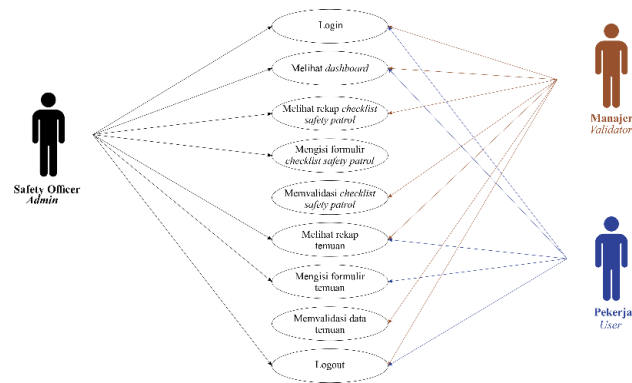 Login
Melihat dashboard
Melihat rekap checklist
safety patrol
Mengisi formulir
checklist safety patrol
Memvalidasi checklist
safety patrol
Melihat rekap
temuan
Mengisi formulir
temuan
Memvalidasi data
temuan
Logout
Safety Officer
Admin
Manajer
Validator
Pekerja
User